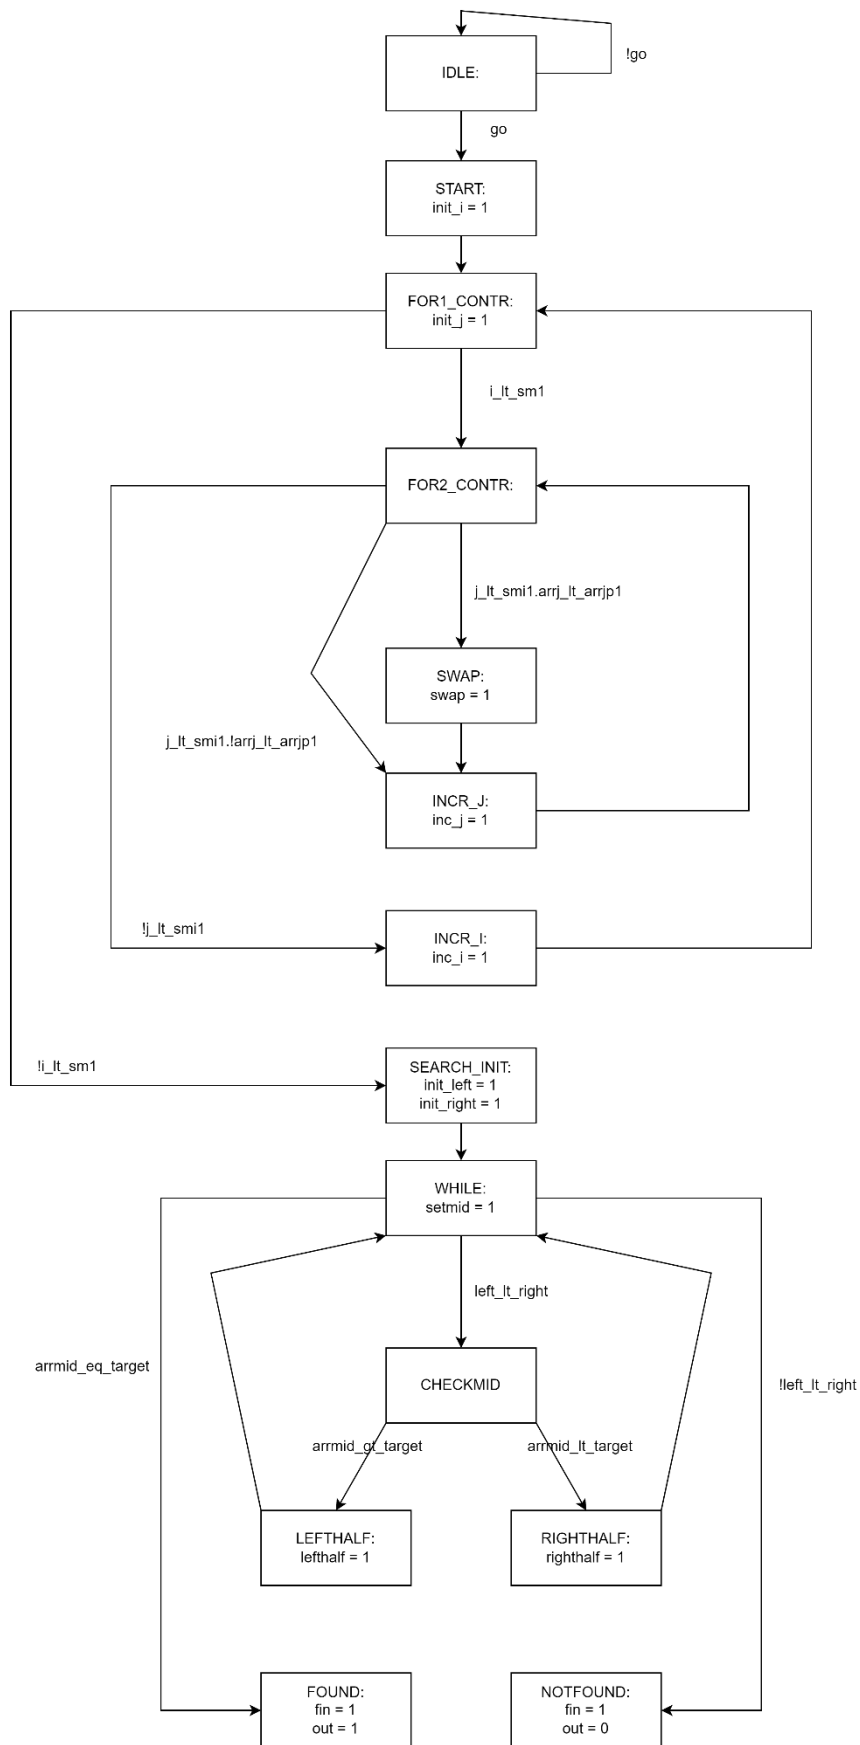 !go
IDLE:
go
START:
init_i = 1
FOR1_CONTR:
init_j = 1
i_lt_sm1
FOR2_CONTR:
j_lt_smi1.arrj_lt_arrjp1
SWAP:
swap = 1
j_lt_smi1.!arrj_lt_arrjp1
INCR_J:
inc_j = 1
!j_lt_smi1
INCR_I:
inc_i = 1
!i_lt_sm1
SEARCH_INIT:
init_left = 1
init_right = 1
WHILE:
setmid = 1
left_lt_right
arrmid_eq_target
!left_lt_right
CHECKMID
arrmid_gt_target
arrmid_lt_target
LEFTHALF:
lefthalf = 1
RIGHTHALF:
righthalf = 1
FOUND:
fin = 1
out = 1
NOTFOUND:
fin = 1
out = 0